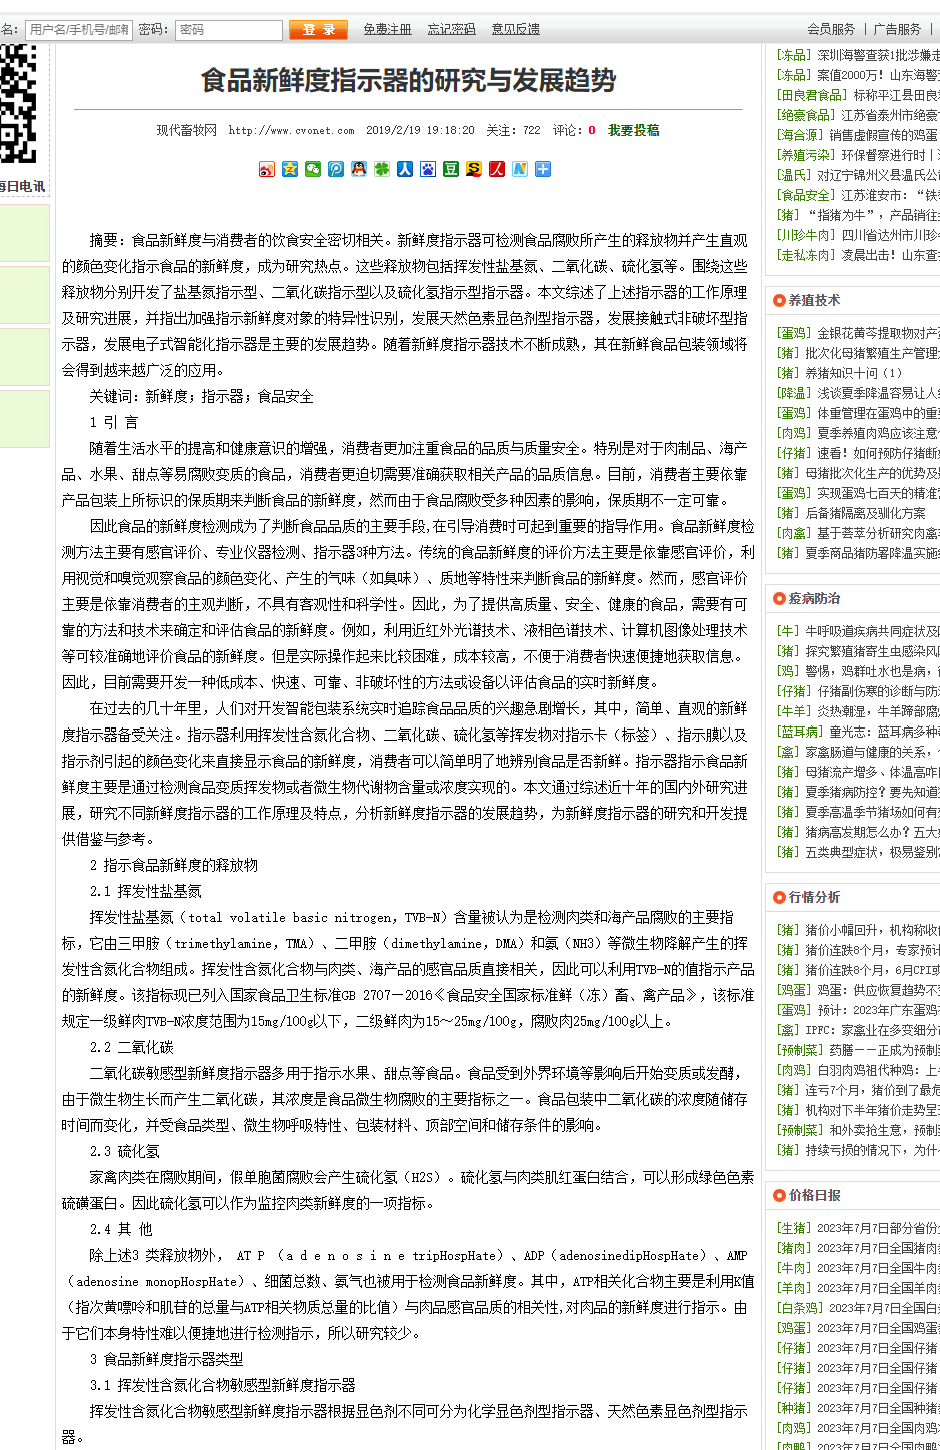 名：
用户名/手机号/邮箱
密码：
密码
登 录
免费注册
忘记密码
意见反馈
会员服务 | 广告服务 |
每日电讯
食品新鲜度指示器的研究与发展趋势
现代畜牧网 http://www.cvonet.com 2019/2/19 19:18:20 关注：722 评论：0 我要投稿
摘要：食品新鲜度与消费者的饮食安全密切相关。新鲜度指示器可检测食品腐败所产生的释放物并产生直观
的颜色变化指示食品的新鲜度，成为研究热点。这些释放物包括挥发性盐基氮、二氧化碳、硫化氢等。围绕这些
释放物分别开发了盐基氮指示型、二氧化碳指示型以及硫化氢指示型指示器。本文综述了上述指示器的工作原理
及研究进展，并指出加强指示新鲜度对象的特异性识别，发展天然色素显色剂型指示器，发展接触式非破坏型指
示器，发展电子式智能化指示器是主要的发展趋势。随着新鲜度指示器技术不断成熟，其在新鲜食品包装领域将
会得到越来越广泛的应用。
关键词：新鲜度；指示器；食品安全
1 引 言
随着生活水平的提高和健康意识的增强，消费者更加注重食品的品质与质量安全。特别是对于肉制品、海产
品、水果、甜点等易腐败变质的食品，消费者更迫切需要准确获取相关产品的品质信息。目前，消费者主要依靠
产品包装上所标识的保质期来判断食品的新鲜度，然而由于食品腐败受多种因素的影响，保质期不一定可靠。
因此食品的新鲜度检测成为了判断食品品质的主要手段,在引导消费时可起到重要的指导作用。食品新鲜度检
测方法主要有感官评价、专业仪器检测、指示器3种方法。传统的食品新鲜度的评价方法主要是依靠感官评价，利
用视觉和嗅觉观察食品的颜色变化、产生的气味（如臭味）、质地等特性来判断食品的新鲜度。然而，感官评价
主要是依靠消费者的主观判断，不具有客观性和科学性。因此，为了提供高质量、安全、健康的食品，需要有可
靠的方法和技术来确定和评估食品的新鲜度。例如，利用近红外光谱技术、液相色谱技术、计算机图像处理技术
等可较准确地评价食品的新鲜度。但是实际操作起来比较困难，成本较高，不便于消费者快速便捷地获取信息。
因此，目前需要开发一种低成本、快速、可靠、非破坏性的方法或设备以评估食品的实时新鲜度。
在过去的几十年里，人们对开发智能包装系统实时追踪食品品质的兴趣急剧增长，其中，简单、直观的新鲜
度指示器备受关注。指示器利用挥发性含氮化合物、二氧化碳、硫化氢等挥发物对指示卡（标签）、指示膜以及
指示剂引起的颜色变化来直接显示食品的新鲜度，消费者可以简单明了地辨别食品是否新鲜。指示器指示食品新
鲜度主要是通过检测食品变质挥发物或者微生物代谢物含量或浓度实现的。本文通过综述近十年的国内外研究进
展，研究不同新鲜度指示器的工作原理及特点，分析新鲜度指示器的发展趋势，为新鲜度指示器的研究和开发提
供借鉴与参考。
2 指示食品新鲜度的释放物
2.1 挥发性盐基氮
挥发性盐基氮（total volatile basic nitrogen，TVB-N）含量被认为是检测肉类和海产品腐败的主要指
标，它由三甲胺（trimethylamine，TMA）、二甲胺（dimethylamine，DMA）和氨（NH3）等微生物降解产生的挥
发性含氮化合物组成。挥发性含氮化合物与肉类、海产品的感官品质直接相关，因此可以利用TVB-N的值指示产品
的新鲜度。该指标现已列入国家食品卫生标准GB 2707—2016《食品安全国家标准鲜（冻）畜、禽产品》，该标准
规定一级鲜肉TVB-N浓度范围为15mg/100g以下，二级鲜肉为15～25mg/100g，腐败肉25mg/100g以上。
2.2 二氧化碳
二氧化碳敏感型新鲜度指示器多用于指示水果、甜点等食品。食品受到外界环境等影响后开始变质或发酵，
由于微生物生长而产生二氧化碳，其浓度是食品微生物腐败的主要指标之一。食品包装中二氧化碳的浓度随储存
时间而变化，并受食品类型、微生物呼吸特性、包装材料、顶部空间和储存条件的影响。
2.3 硫化氢
家禽肉类在腐败期间，假单胞菌腐败会产生硫化氢（H2S）。硫化氢与肉类肌红蛋白结合，可以形成绿色色素
硫磺蛋白。因此硫化氢可以作为监控肉类新鲜度的一项指标。
2.4 其 他
除上述3 类释放物外， AT P （a d e n o s i n e tripHospHate）、ADP（adenosinedipHospHate）、AMP
（adenosine monopHospHate）、细菌总数、氨气也被用于检测食品新鲜度。其中，ATP相关化合物主要是利用K值
（指次黄嘌呤和肌苷的总量与ATP相关物质总量的比值）与肉品感官品质的相关性,对肉品的新鲜度进行指示。由
于它们本身特性难以便捷地进行检测指示，所以研究较少。
3 食品新鲜度指示器类型
3.1 挥发性含氮化合物敏感型新鲜度指示器
挥发性含氮化合物敏感型新鲜度指示器根据显色剂不同可分为化学显色剂型指示器、天然色素显色剂型指示
器。
[冻品] 深圳海警查获1批涉嫌走
[冻品] 案值2000万！山东海警
[田良君食品] 标称平江县田良
[绝豪食品] 江苏省泰州市绝豪
[海合源] 销售虚假宣传的鸡蛋
[养殖污染] 环保督察进行时丨
[温氏] 对辽宁锦州义县温氏公
[食品安全] 江苏淮安市：“铁
[猪] “指猪为牛”，产品销往
[川珍牛肉] 四川省达州市川珍
[走私冻肉] 凌晨出击！山东查
养殖技术
[蛋鸡] 金银花黄芩提取物对产
[猪] 批次化母猪繁殖生产管理
[猪] 养猪知识十问（1）
[降温] 浅谈夏季降温容易让人
[蛋鸡] 体重管理在蛋鸡中的重
[肉鸡] 夏季养殖肉鸡应该注意
[仔猪] 速看！如何预防仔猪断
[猪] 母猪批次化生产的优势及
[蛋鸡] 实现蛋鸡七百天的精准
[猪] 后备猪隔离及驯化方案
[肉禽] 基于荟萃分析研究肉禽
[猪] 夏季商品猪防暑降温实施
疫病防治
[牛] 牛呼吸道疾病共同症状及
[猪] 探究繁殖猪寄生虫感染风
[鸡] 警惕，鸡群吐水也是病，
[仔猪] 仔猪副伤寒的诊断与防
[牛羊] 炎热潮湿，牛羊蹄部腐
[蓝耳病] 童光志：蓝耳病多种
[禽] 家禽肠道与健康的关系，
[猪] 母猪流产增多、体温高咋
[猪] 夏季猪病防控？要先知道
[猪] 夏季高温季节猪场如何有
[猪] 猪病高发期怎么办？五大
[猪] 五类典型症状，极易鉴别
行情分析
[猪] 猪价小幅回升，机构称收
[猪] 猪价连跌8个月，专家预计
[猪] 猪价连跌8个月，6月CPI或
[鸡蛋] 鸡蛋：供应恢复趋势不
[蛋鸡] 预计：2023年广东蛋鸡
[禽] IPFC：家禽业在多变细分
[预制菜] 药膳——正成为预制
[肉鸡] 白羽肉鸡祖代种鸡：上
[猪] 连亏7个月，猪价到了最危
[猪] 机构对下半年猪价走势呈
[预制菜] 和外卖抢生意，预制
[猪] 持续亏损的情况下，为什
价格日报
[生猪] 2023年7月7日部分省份
[猪肉] 2023年7月7日全国猪肉
[牛肉] 2023年7月7日全国牛肉
[羊肉] 2023年7月7日全国羊肉
[白条鸡] 2023年7月7日全国白
[鸡蛋] 2023年7月7日全国鸡蛋
[仔猪] 2023年7月7日全国仔猪
[仔猪] 2023年7月7日全国仔猪
[仔猪] 2023年7月7日全国仔猪
[种猪] 2023年7月7日全国种猪
[肉鸡] 2023年7月7日全国肉鸡
[肉鸭] 2023年7月7日全国肉鸭